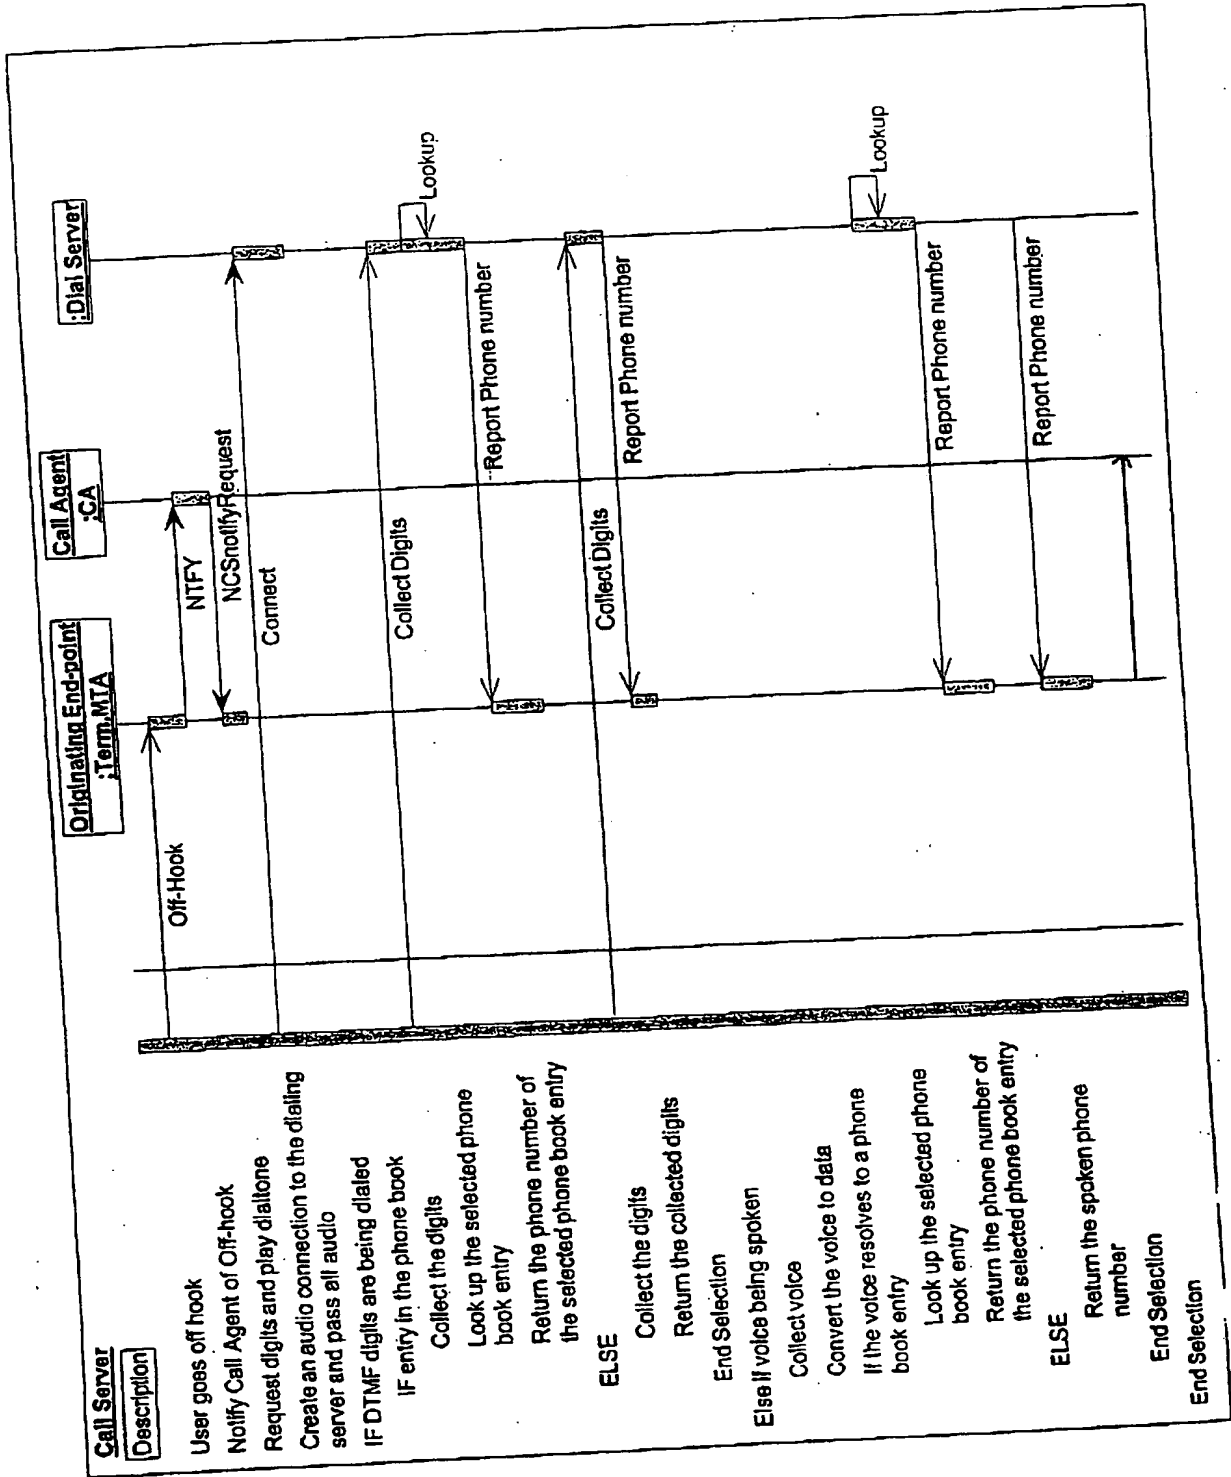 Call Server
Description
User goes off hook
Notify Call Agent of Off-hook
Request digits and play dialtone
Create an audio connection to the dialing
server and pass all audio
IF DTMF digits are being dialed
IF entry in the phone book
Collect the digits
Look up the selected phone
book entry
Return the phone number of
the selected phone book entry
ELSE
Collect the digits
Return the collected digits
End Selection
Else If voice being spoken
Collect voice
Convert the voice to data
If the voice resolves to a phone
book entry
Look up the selected phone
book entry
Return the phone number of
the selected phone book entry
ELSE
Return the spoken phone
number
End Selection
End Selection
Originating End-point
:Term.MTA
Call Agent
:CA
:Dial Server
Off-Hook
NTFY
NCSnotifyRequest
Connect
Collect Digits
Lookup
Report Phone number
Collect Digits
Report Phone number
Lookup
Report Phone number
Report Phone number